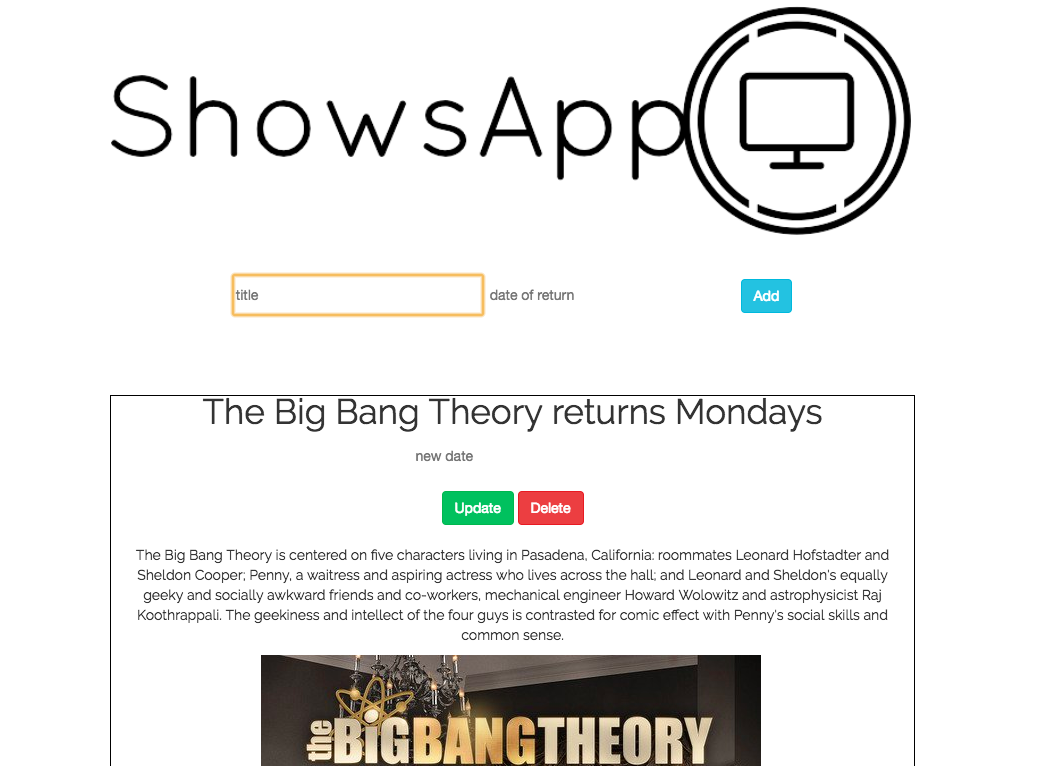 ShowsApp
title date of return Add
The Big Bang Theory returns Mondays
new date
Update Delete
The Big Bang Theory is centered on five characters living in Pasadena, California: roommates Leonard Hofstadter and
Sheldon Cooper; Penny, a waitress and aspiring actress who lives across the hall; and Leonard and Sheldon's equally
geeky and socially awkward friends and co-workers, mechanical engineer Howard Wolowitz and astrophysicist Raj
Koothrappali. The geekiness and intellect of the four guys is contrasted for comic effect with Penny's social skills and
common sense.
the BIGBANGTHEORY